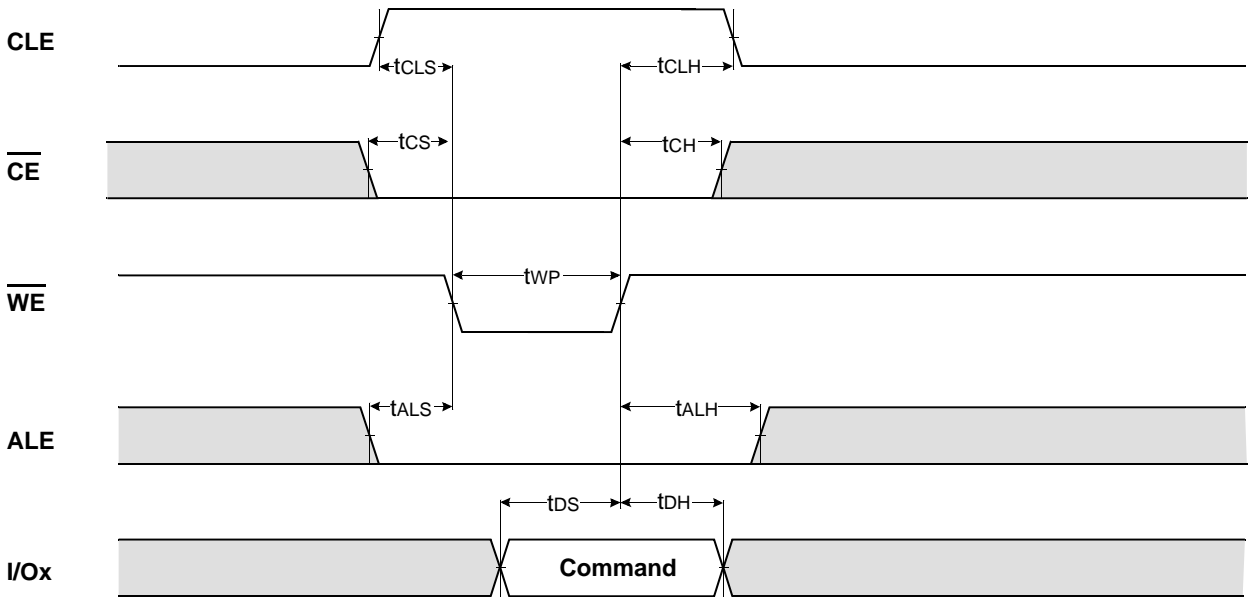 CLE
tCLS
tCLH
CE
tCS
tCH
WE
tWP
ALE
tALS
tALH
I/Ox
tDS
tDH
Command